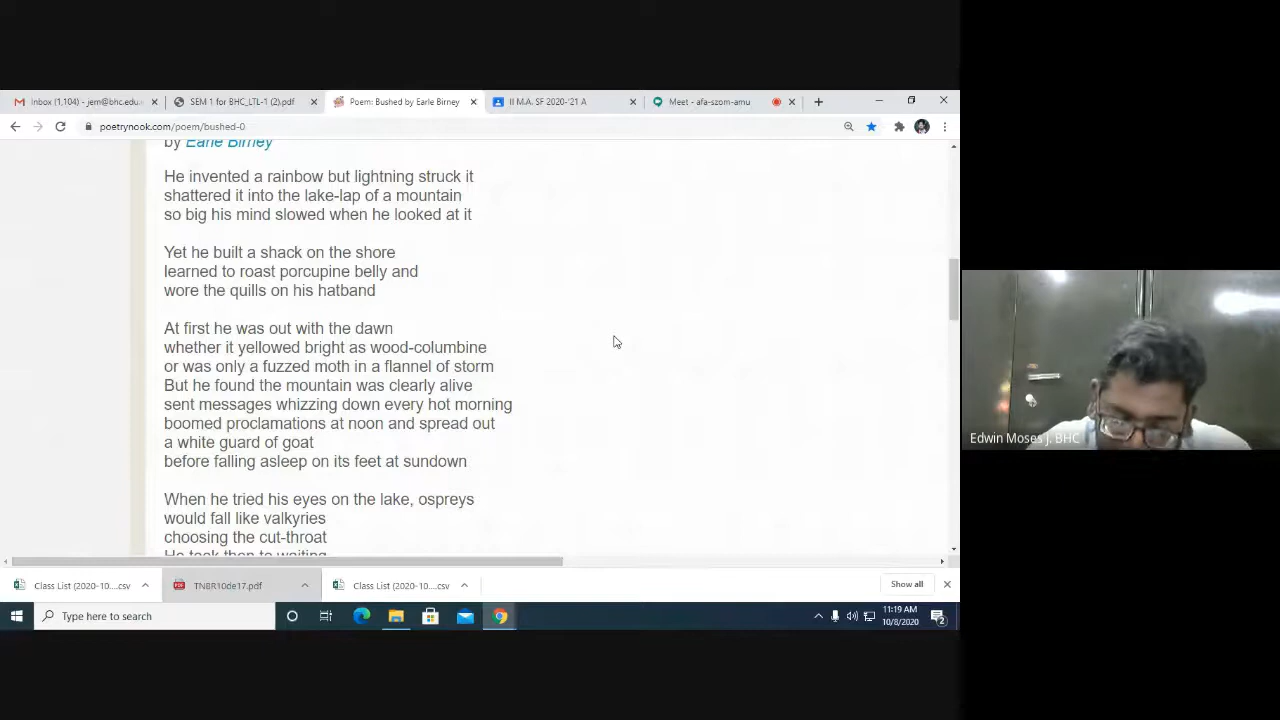 Inbox (1,104) - jem@bhc.edu
SEM 1 for BHC_LTL-1 (2).pdf
Poem: Bushed by Earle Birney
II M.A. SF 2020-'21 A
Meet - afa-szom-amu
poetrynook.com/poem/bushed-0
by Earle Birney
He invented a rainbow but lightning struck it
shattered it into the lake-lap of a mountain
so big his mind slowed when he looked at it
Yet he built a shack on the shore
learned to roast porcupine belly and
wore the quills on his hatband
At first he was out with the dawn
whether it yellowed bright as wood-columbine
or was only a fuzzed moth in a flannel of storm
But he found the mountain was clearly alive
sent messages whizzing down every hot morning
boomed proclamations at noon and spread out
a white guard of goat
before falling asleep on its feet at sundown
When he tried his eyes on the lake, ospreys
would fall like valkyries
choosing the cut-throat
He took then to waiting
Edwin Moses J. BHC
Class List (2020-10....csv
TNBR10de17.pdf
Class List (2020-10....csv
Show all
Type here to search
11:19 AM
10/8/2020
2